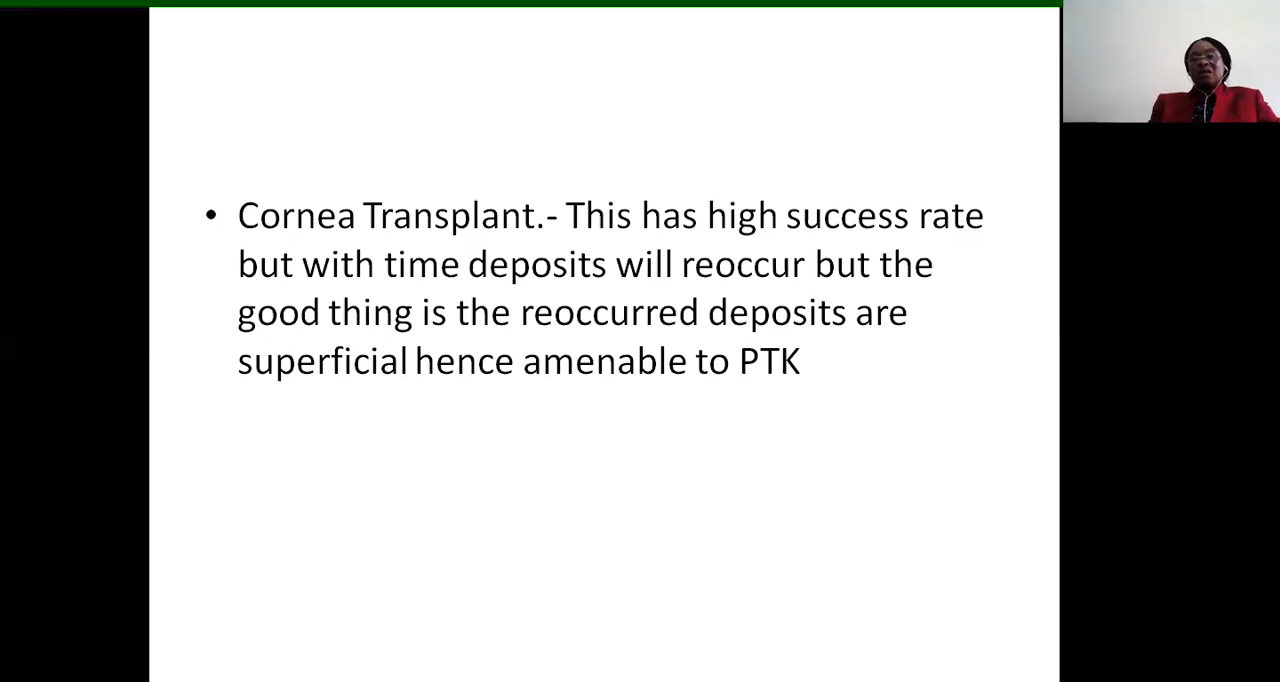 • Cornea Transplant.- This has high success rate
but with time deposits will reoccur but the
good thing is the reoccurred deposits are
superficial hence amenable to PTK